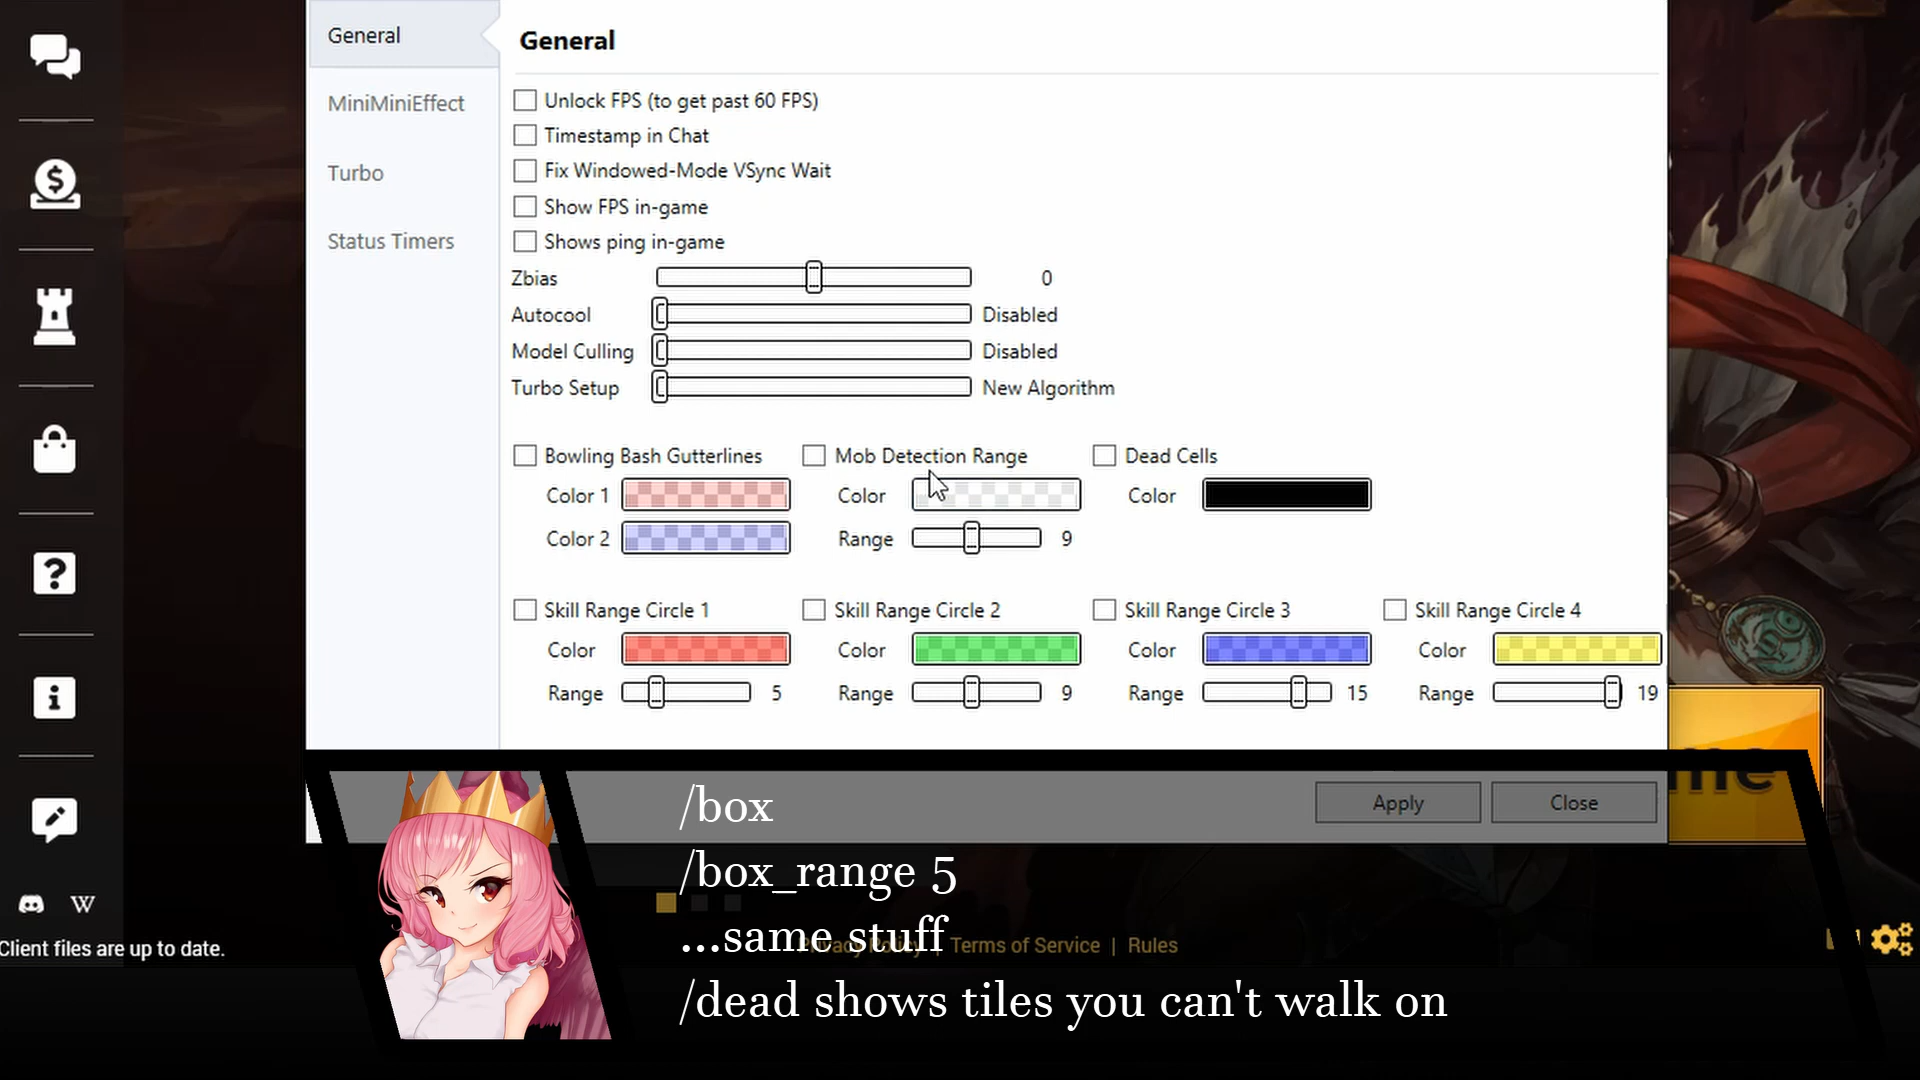 General
MiniMiniEffect
Turbo
Status Timers
General
Unlock FPS (to get past 60 FPS)
Timestamp in Chat
Fix Windowed-Mode VSync Wait
Show FPS in-game
Shows ping in-game
Zbias 0
Autocool Disabled
Model Culling Disabled
Turbo Setup New Algorithm
Bowling Bash Gutterlines Mob Detection Range Dead Cells
Color 1 Color Color
Color 2 Range 9
Skill Range Circle 1 Skill Range Circle 2 Skill Range Circle 3 Skill Range Circle 4
Color Color Color Color
Range 5 Range 9 Range 15 Range 19
Apply Close
/box
/box_range 5
...same stuff
/dead shows tiles you can't walk on
Privacy Policy | Terms of Service | Rules
W
Client files are up to date.